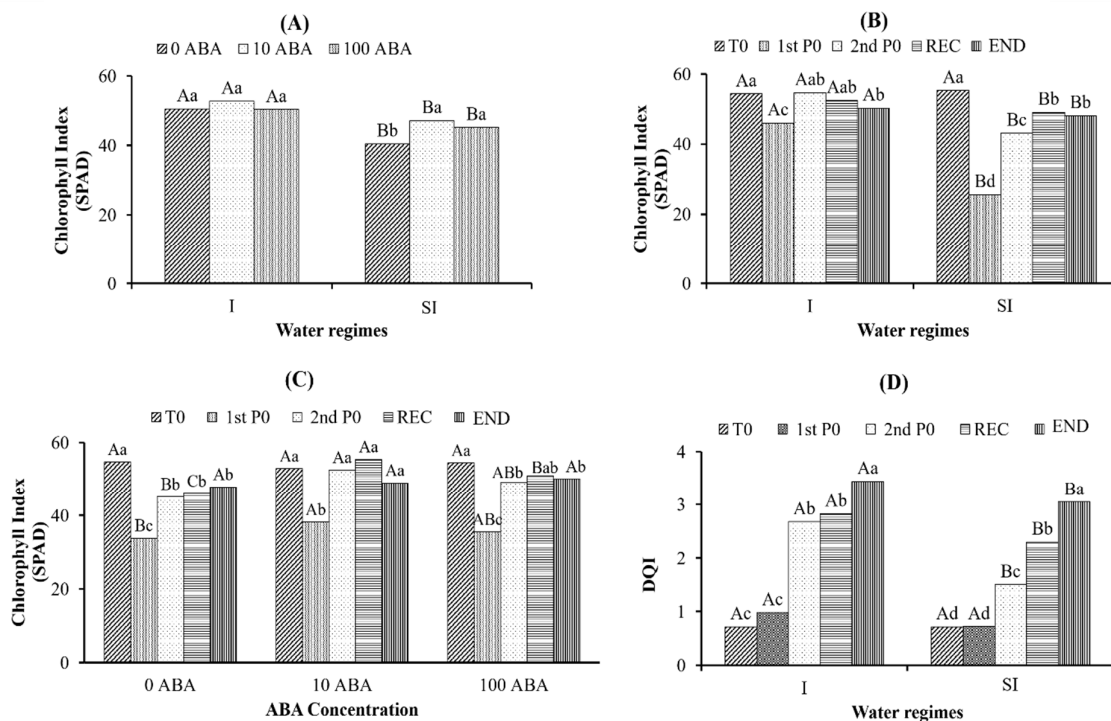 (A)
0 ABA 10 ABA 100 ABA
60
40
20
0
Chlorophyll Index
(SPAD)
Aa Aa Aa
Bb Ba Ba
I SI
Water regimes
(B)
T0 1st P0 2nd P0 REC END
60
40
20
0
Chlorophyll Index
(SPAD)
Aa Ac Aab Aab Ab
Aa Bd Bc Bb Bb
I SI
Water regimes
(C)
T0 1st P0 2nd P0 REC END
60
40
20
0
Chlorophyll Index
(SPAD)
Aa Bc Bb Cb Ab
Aa Ab Aa Aa Aa
Aa ABc ABb Bab Ab
0 ABA 10 ABA 100 ABA
ABA Concentration
(D)
T0 1st P0 2nd P0 REC END
4
3
2
1
0
DQI
Ac Ac Ab Ab Aa
Ad Ad Bc Bb Ba
I SI
Water regimes